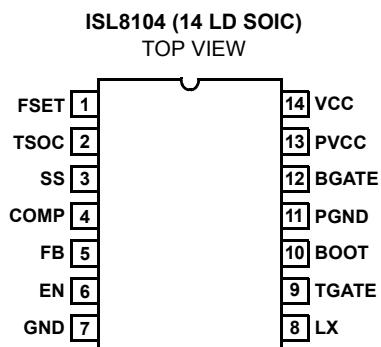 ISL8104 (14 LD SOIC)
TOP VIEW
FSET 1 14 VCC
TSOC 2 13 PVCC
SS 3 12 BGATE
COMP 4 11 PGND
FB 5 10 BOOT
EN 6 9 TGATE
GND 7 8 LX